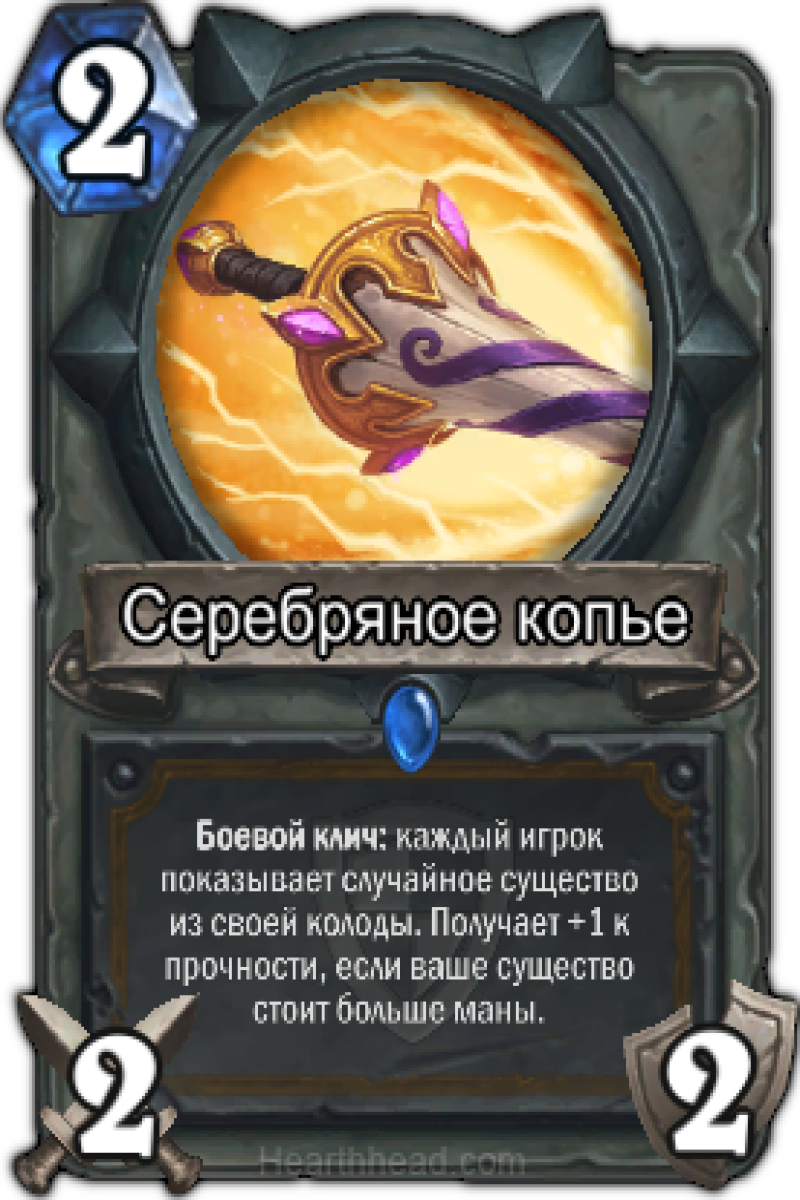 2
Серебряное копье
Боевой клич: каждый игрок
показывает случайное существо
из своей колоды. Получает +1 к
прочности, если ваше существо
стоит больше маны.
2
2
Hearthhead.com